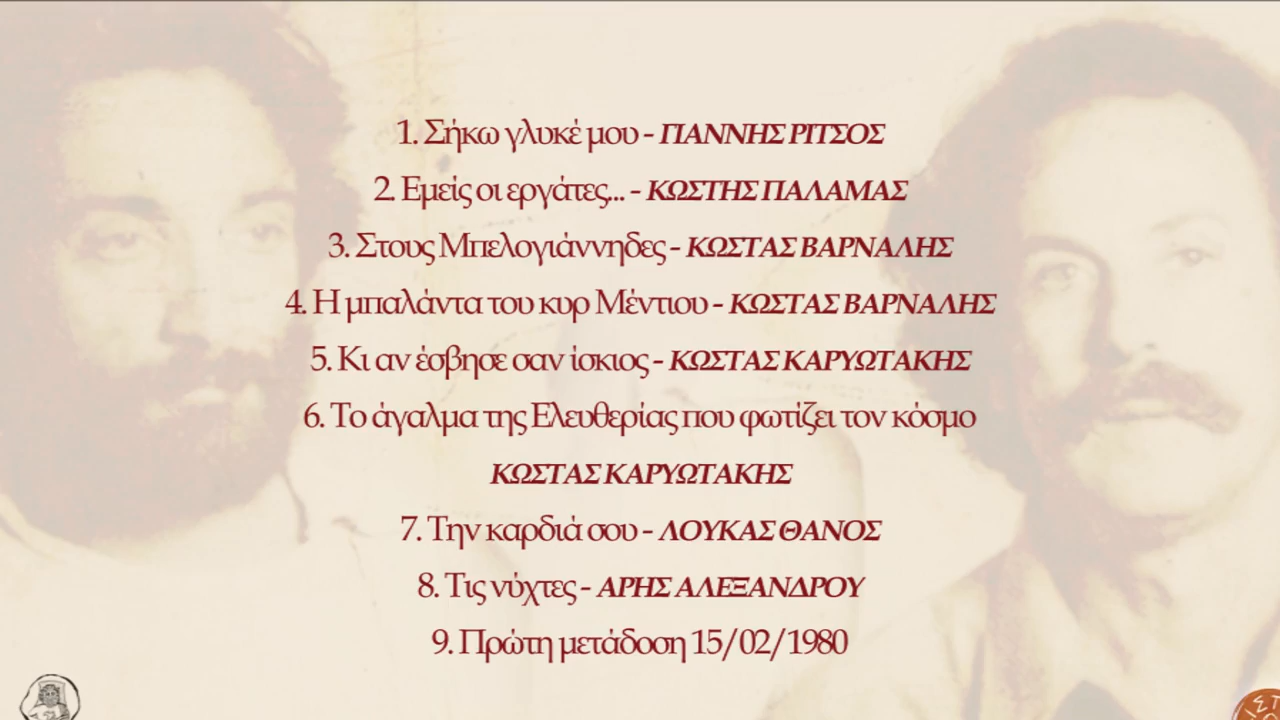 1. Σήκω γλυκέ μου - ΓΙΑΝΝΗΣ ΡΙΤΣΟΣ
2. Εμείς οι εργάτες... - ΚΩΣΤΗΣ ΠΑΛΑΜΑΣ
3. Στους Μπελογιάννηδες - ΚΩΣΤΑΣ ΒΑΡΝΑΛΗΣ
4. Η μπαλάντα του κυρ Μέντιου - ΚΩΣΤΑΣ ΒΑΡΝΑΛΗΣ
5. Κι αν έσβησε σαν ίσκιος - ΚΩΣΤΑΣ ΚΑΡΥΩΤΑΚΗΣ
6. Το άγαλμα της Ελευθερίας που φωτίζει τον κόσμο
ΚΩΣΤΑΣ ΚΑΡΥΩΤΑΚΗΣ
7. Την καρδιά σου - ΛΟΥΚΑΣ ΘΑΝΟΣ
8. Τις νύχτες - ΑΡΗΣ ΑΛΕΞΑΝΔΡΟΥ
9. Πρώτη μετάδοση 15/02/1980